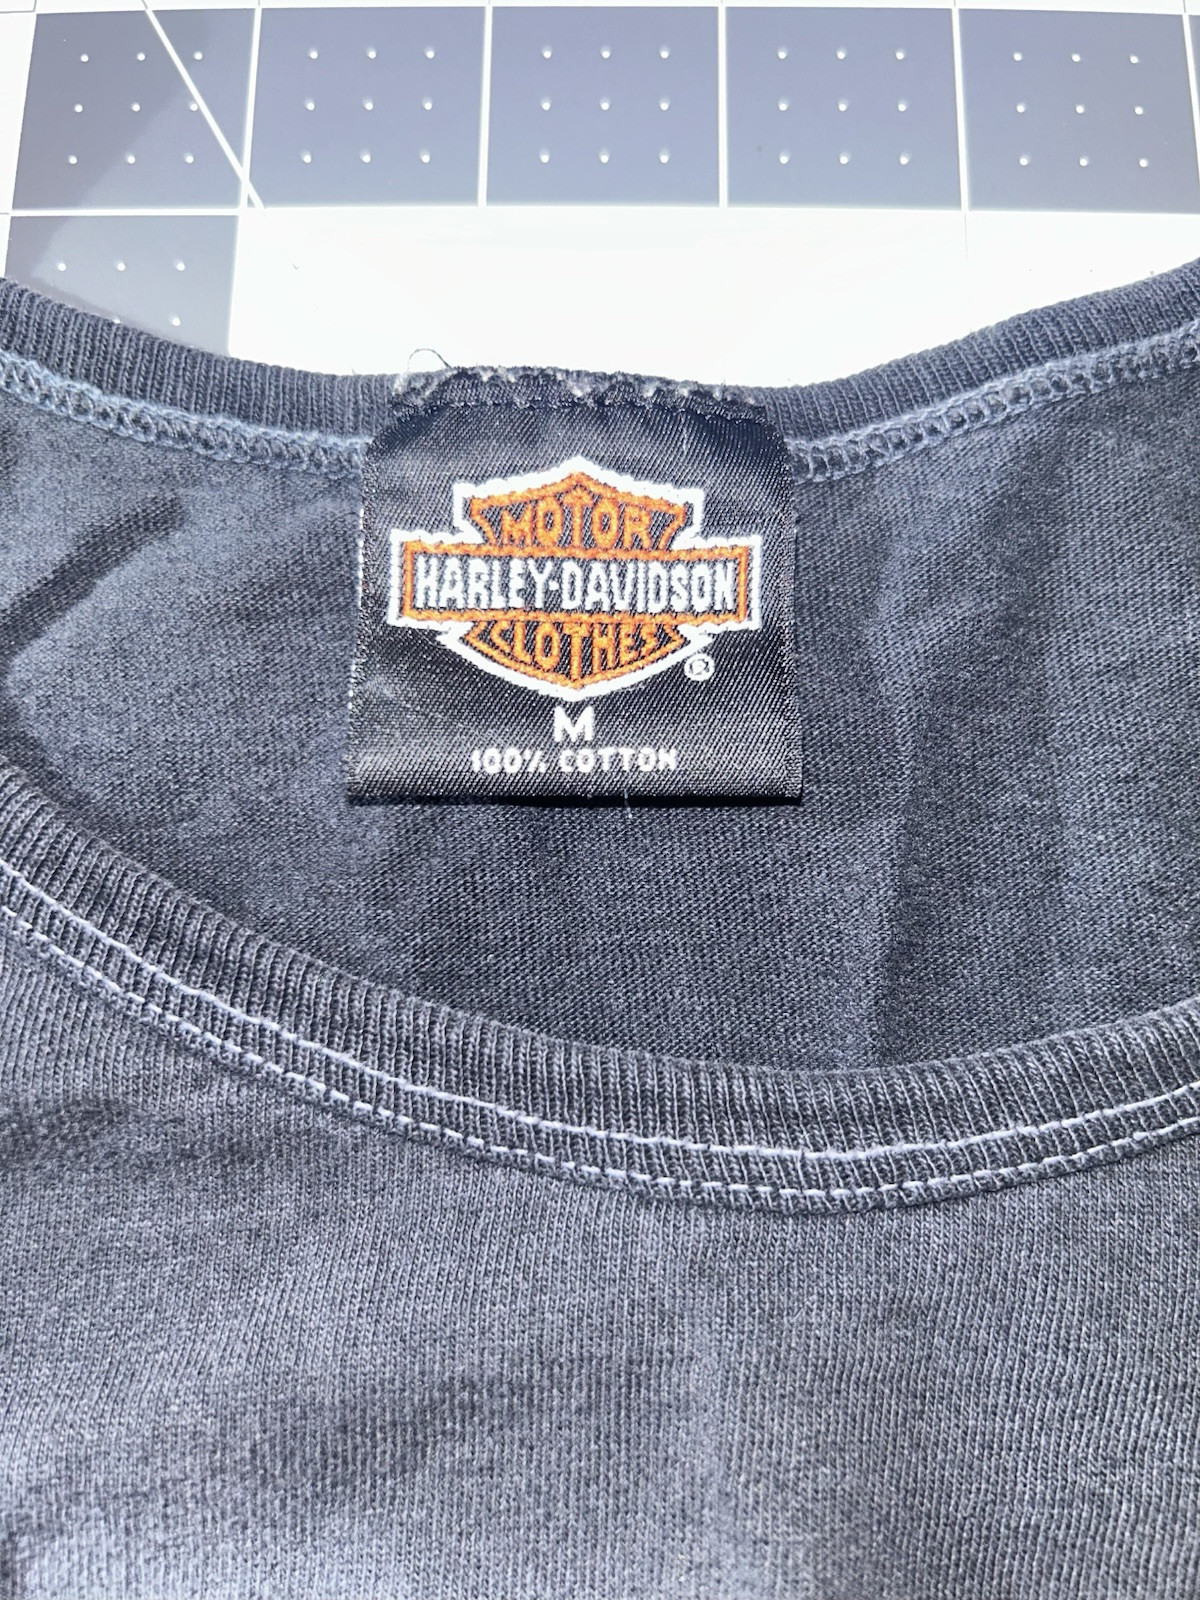 MOTOR
HARLEY-DAVIDSON
CLOTHES
®
M
100% COTTON